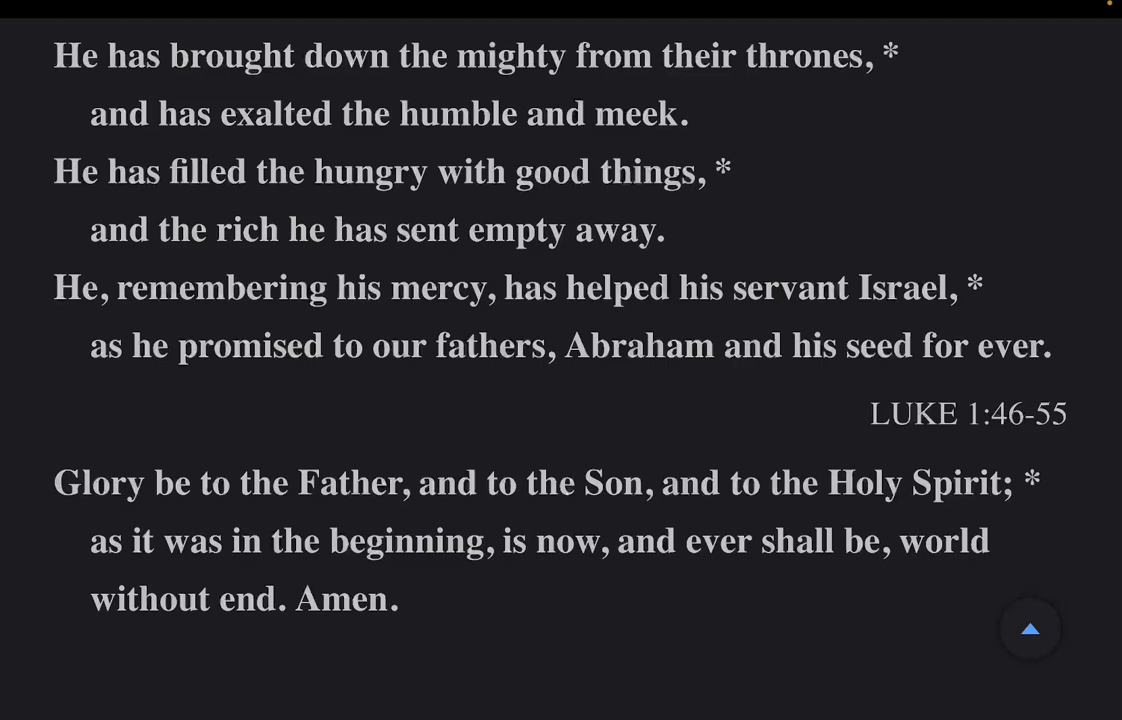 He has brought down the mighty from their thrones, *
and has exalted the humble and meek.
He has filled the hungry with good things, *
and the rich he has sent empty away.
He, remembering his mercy, has helped his servant Israel, *
as he promised to our fathers, Abraham and his seed for ever.
LUKE 1:46-55
Glory be to the Father, and to the Son, and to the Holy Spirit; *
as it was in the beginning, is now, and ever shall be, world
without end. Amen.